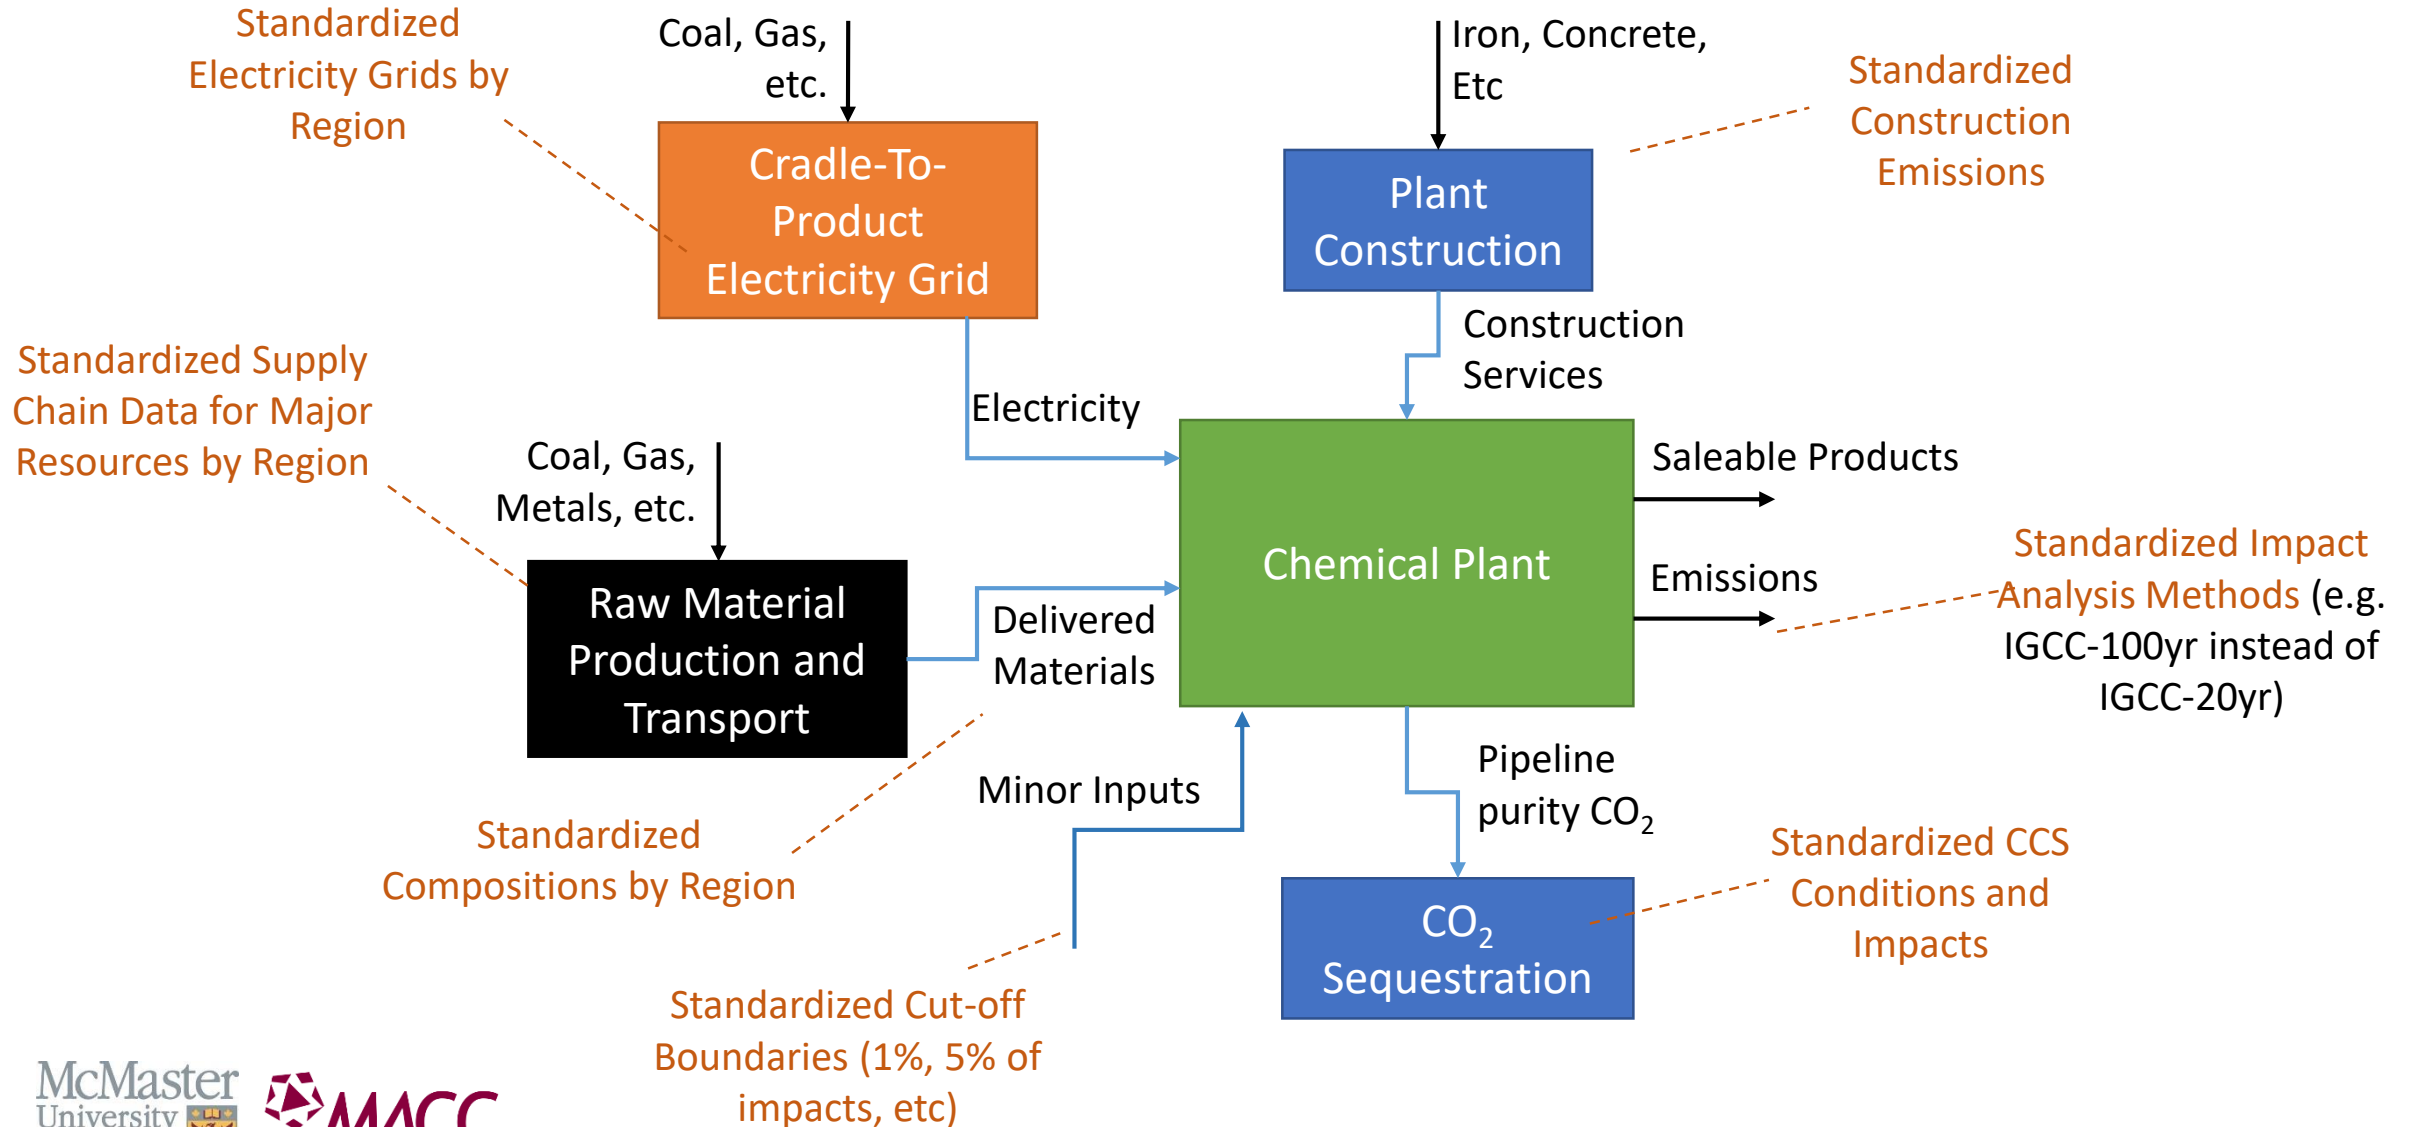 Standardized
Electricity Grids by
Region
Coal, Gas,
etc.
Iron, Concrete,
Etc
Standardized
Construction
Emissions
Cradle-To-
Product
Electricity Grid
Plant
Construction
Construction
Services
Standardized Supply
Chain Data for Major
Resources by Region
Electricity
Coal, Gas,
Metals, etc.
Saleable Products
Chemical Plant
Emissions
Standardized Impact
Analysis Methods (e.g.
IGCC-100yr instead of
IGCC-20yr)
Raw Material
Production and
Transport
Delivered
Materials
Minor Inputs
Pipeline
purity CO₂
Standardized
Compositions by Region
Standardized CCS
Conditions and
Impacts
CO₂
Sequestration
Standardized Cut-off
Boundaries (1%, 5% of
impacts, etc)
McMaster
University
MACC